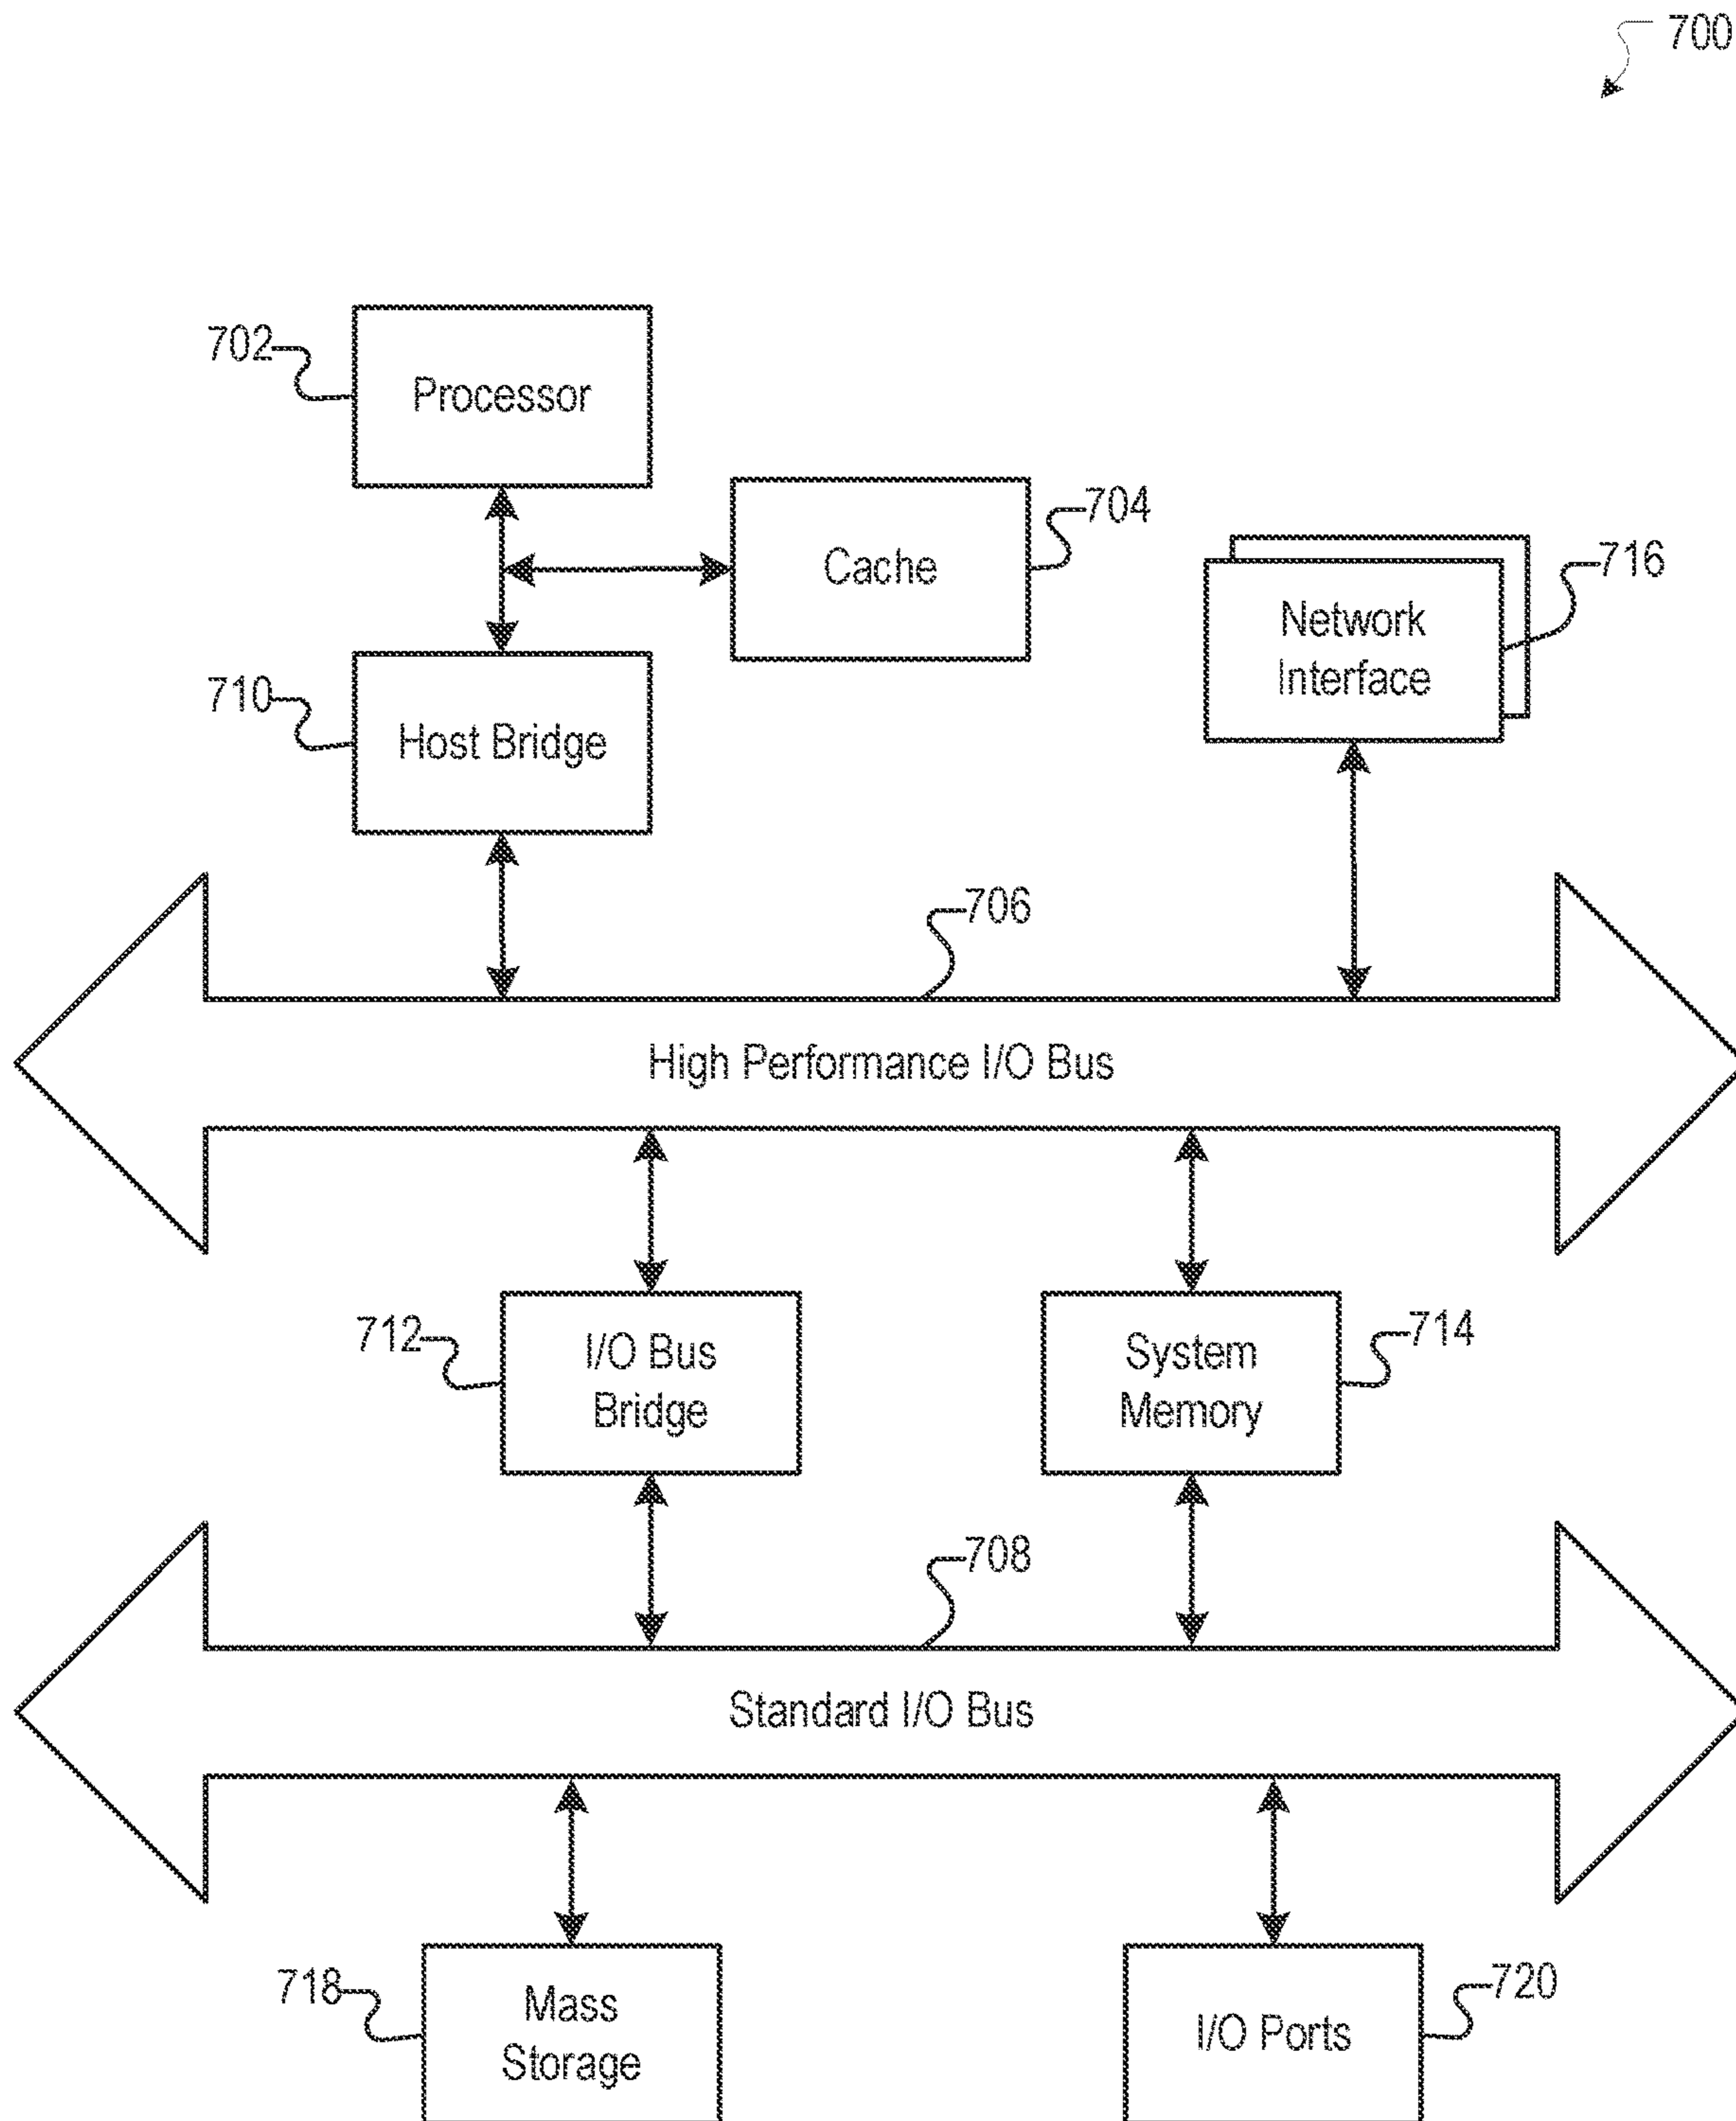 700
702
Processor
704
Cache
716
Network
Interface
710
Host Bridge
706
High Performance I/O Bus
712
I/O Bus
Bridge
714
System
Memory
708
Standard I/O Bus
718
Mass
Storage
720
I/O Ports